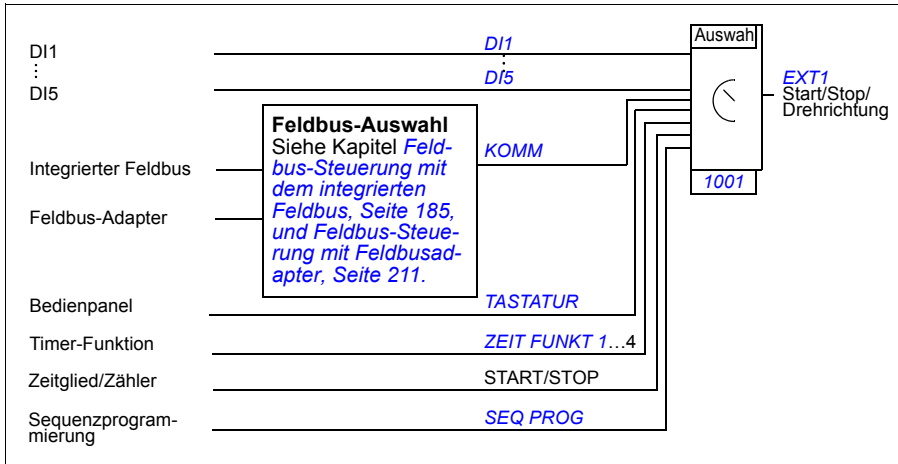 DI1
DI5
Integrierter Feldbus
Feldbus-Adapter
Bedienpanel
Timer-Funktion
Zeitglied/Zähler
Sequenzprogram-
mierung
Feldbus-Auswahl
Siehe Kapitel Feld-
bus-Steuerung mit
dem integrierten
Feldbus, Seite 185,
und Feldbus-Steue-
rung mit Feldbusad-
apter, Seite 211.
DI1
DI5
KOMM
TASTATUR
ZEIT FUNKT 1...4
START/STOP
SEQ PROG
Auswahl
1001
EXT1
Start/Stop/
Drehrichtung